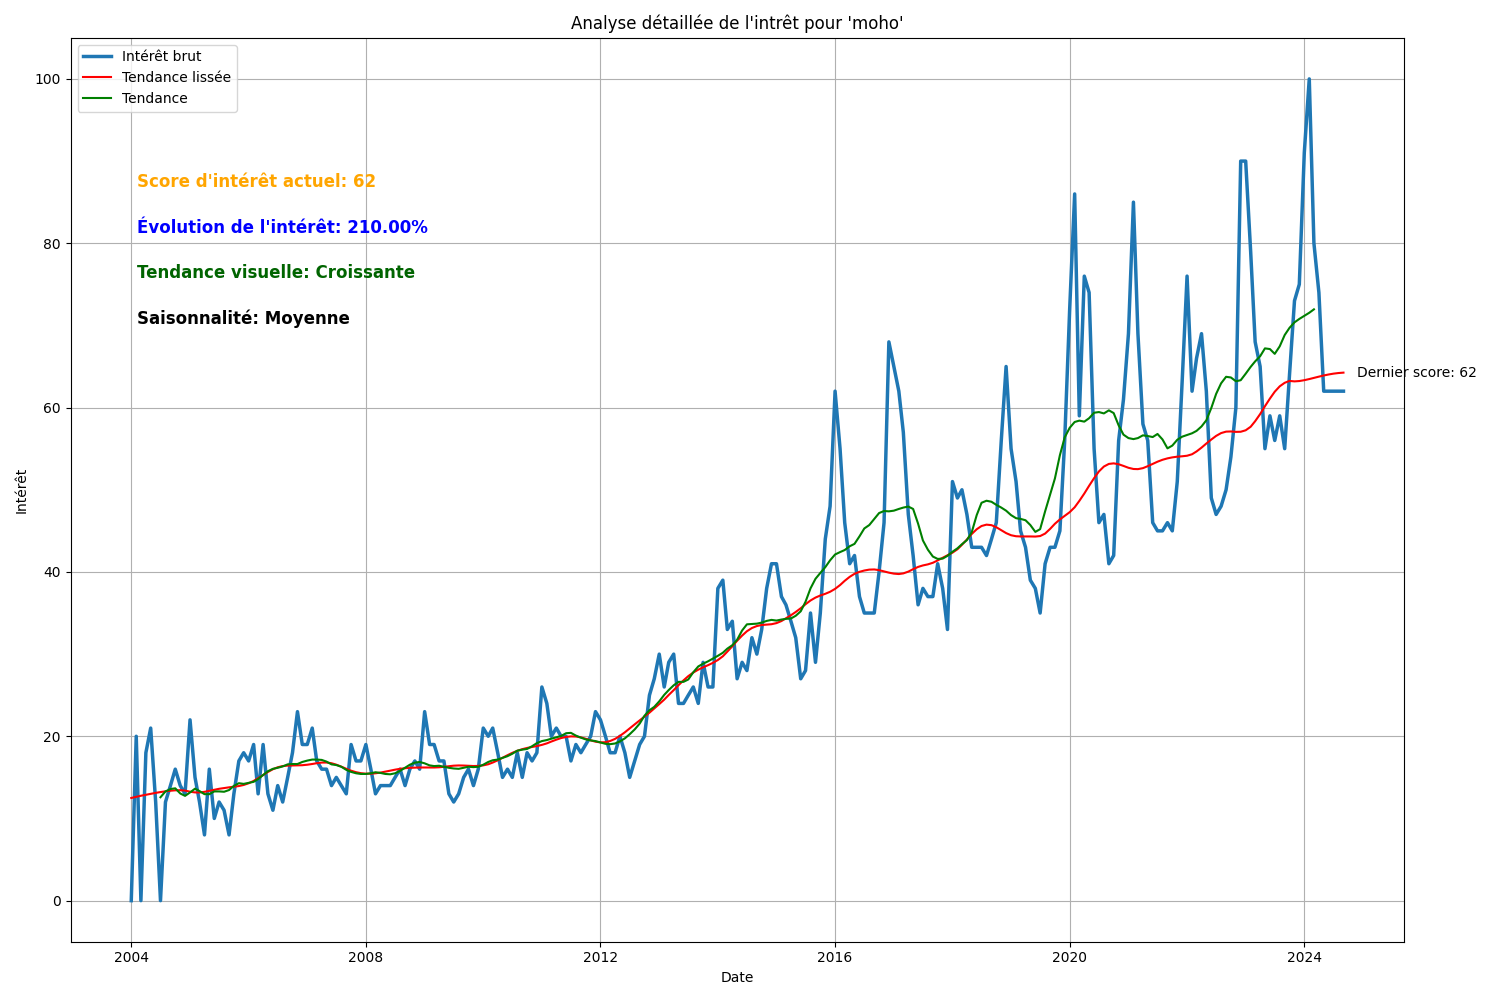 Analyse détaillée de l'intrêt pour 'moho'
Intérêt brut
Tendance lissée
Tendance
Score d'intérêt actuel: 62
Évolution de l'intérêt: 210.00%
Tendance visuelle: Croissante
Saisonnalité: Moyenne
Dernier score: 62
Intérêt
100
80
60
40
20
0
2004
2008
2012
2016
2020
2024
Date